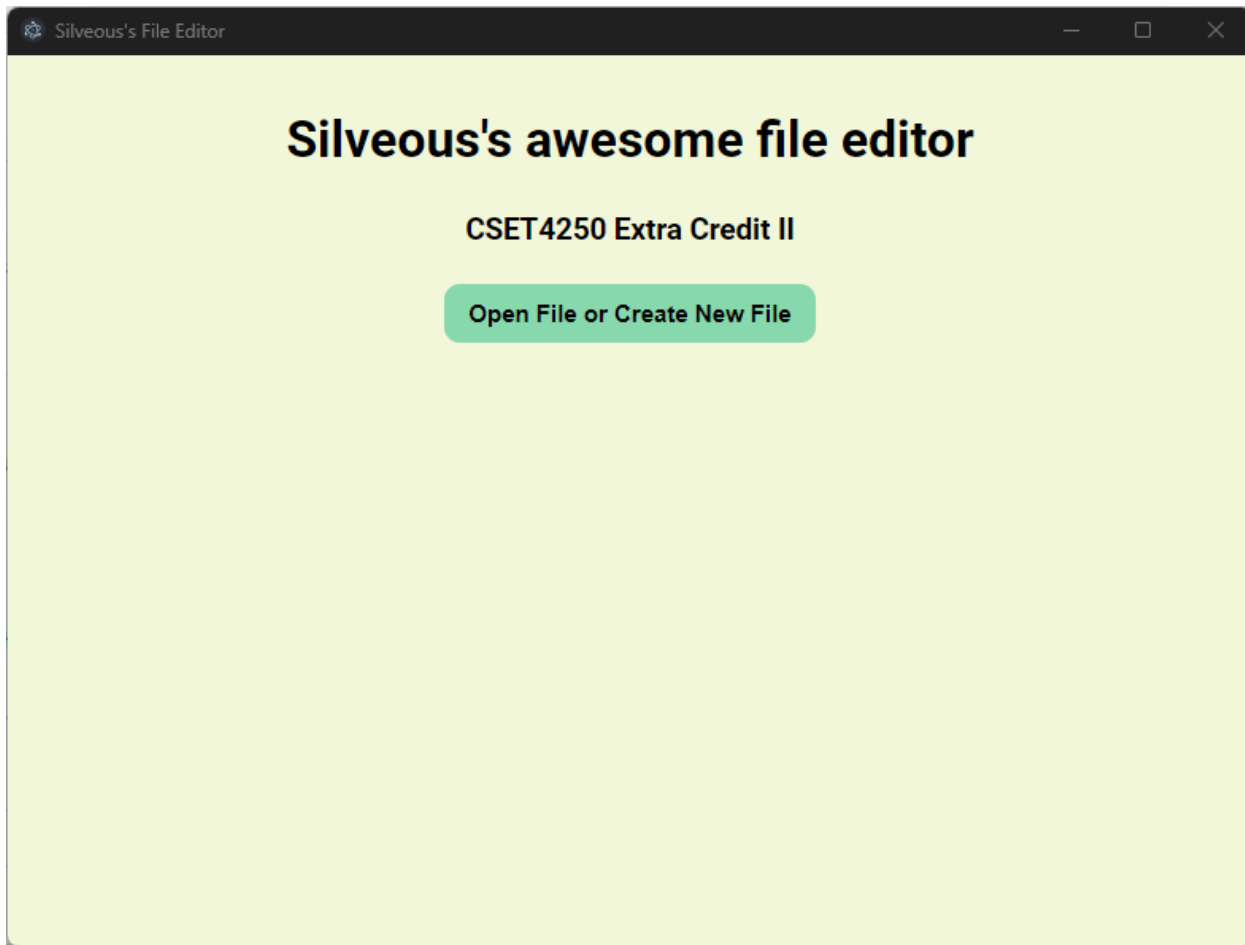 Silveous's File Editor
Silveous's awesome file editor
CSET4250 Extra Credit II
Open File or Create New File